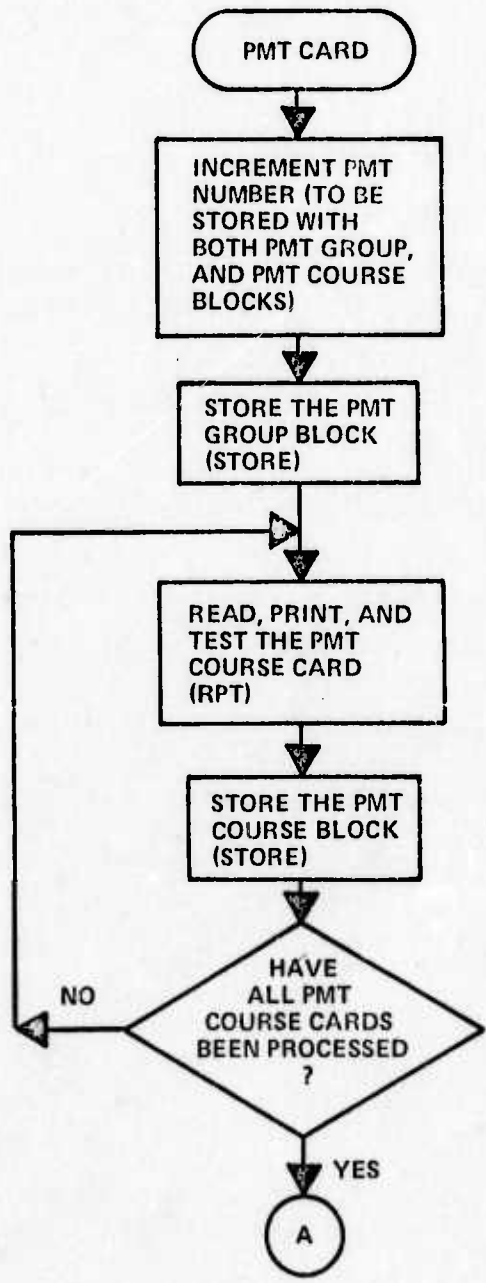 PMT CARD
INCREMENT PMT
NUMBER (TO BE
STORED WITH
BOTH PMT GROUP,
AND PMT COURSE
BLOCKS)
STORE THE PMT
GROUP BLOCK
(STORE)
READ, PRINT, AND
TEST THE PMT
COURSE CARD
(RPT)
STORE THE PMT
COURSE BLOCK
(STORE)
HAVE
ALL PMT
COURSE CARDS
BEEN PROCESSED
?
NO
YES
A